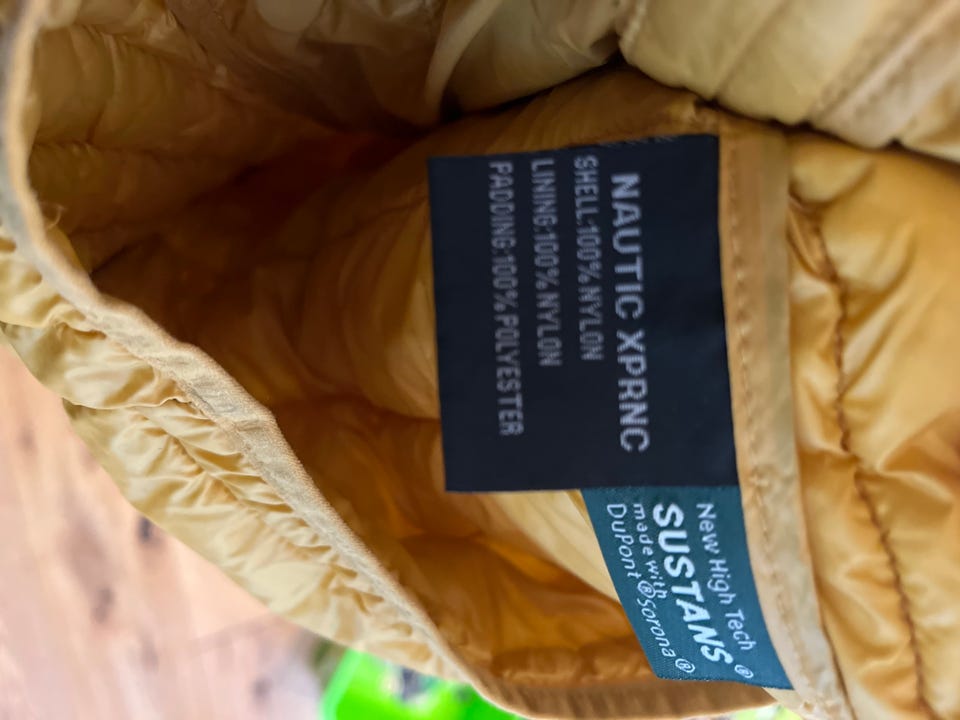 NAUTIC XPRNC
SHELL:100%NYLON
LINING:100%NYLON
PADDING:100%POLYESTER
New High Tech
SUSTANS®
made with
DuPont®Sorona®